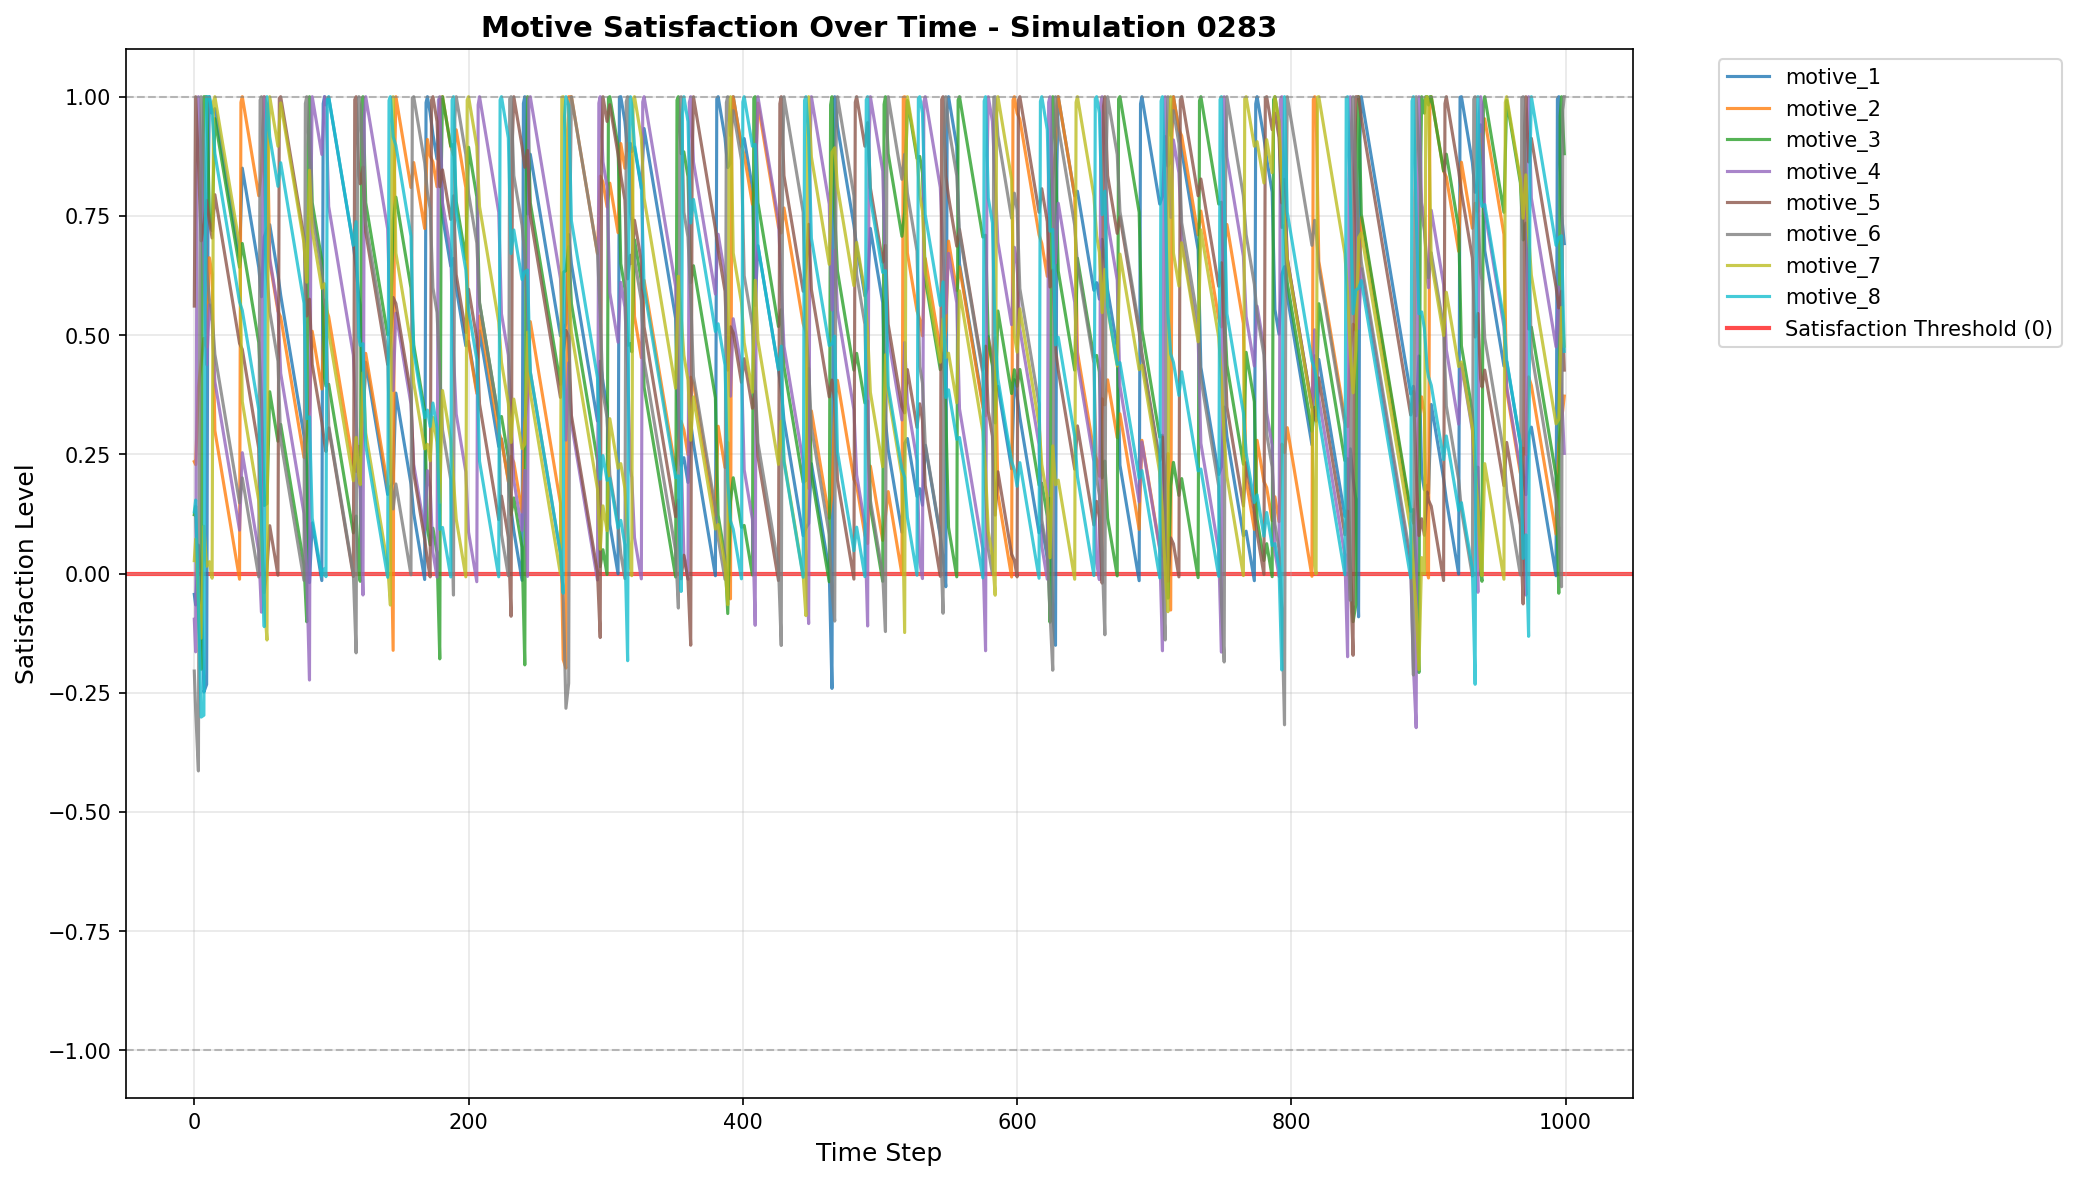 Motive Satisfaction Over Time - Simulation 0283
Satisfaction Level
1.00
0.75
0.50
0.25
0.00
−0.25
−0.50
−0.75
−1.00
0
200
400
600
800
1000
Time Step
motive_1
motive_2
motive_3
motive_4
motive_5
motive_6
motive_7
motive_8
Satisfaction Threshold (0)